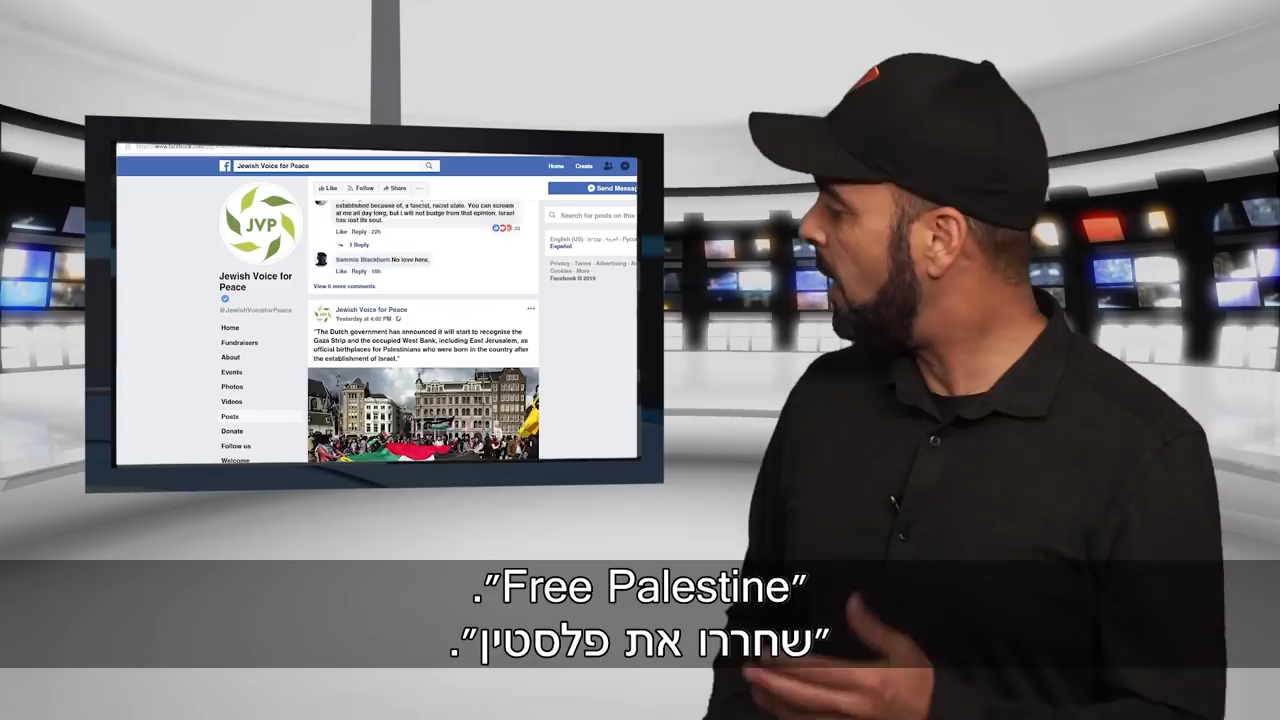 Jewish Voice for Peace
Home
Create
JVP
Jewish Voice for
Peace
@JewishVoiceforPeace
Home
Fundraisers
About
Events
Photos
Videos
Posts
Donate
Follow us
Welcome
Like
Follow
Share
established because of, a fascist, racist state. You can scream
at me all day long, but I will not budge from that opinion. Israel
has lost its soul.
Like · Reply · 22h
1 Reply
Sammie Blackburn No love here.
Like · Reply
View 6 more comments
Jewish Voice for Peace
Yesterday at 4:02 PM
"The Dutch government has announced it will start to recognise the
Gaza Strip and the occupied West Bank, including East Jerusalem, as
official birthplaces for Palestinians who were born in the country after
the establishment of Israel."
Send
Search for posts on this
English (US) · العربية · עברית
Español
Privacy · Terms · Advertising
Cookies · More
Facebook © 2019
"Free Palestine".
"שחררו את פלסטין".